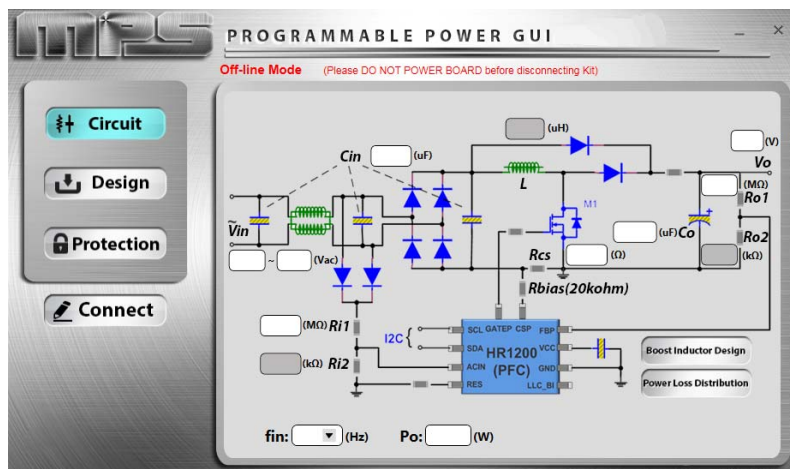 MPS PROGRAMMABLE POWER GUI
Off-line Mode (Please DO NOT POWER BOARD before disconnecting Kit)
Circuit
Design
Protection
Connect
(uH)
(V)
Cin (uF)
Vo
L
(MΩ)
Ro1
M1
~
Vin
(uF) Co
Ro2
Rcs (Ω)
(kΩ)
~ (Vac)
Rbias(20kohm)
(MΩ) Ri1
I2C {
SCL GATEP CSP FBP
SDA HR1200 VCC
(kΩ) Ri2
ACIN (PFC) GND
RES LLC_BI
Boost Inductor Design
Power Loss Distribution
fin: (Hz) Po: (W)